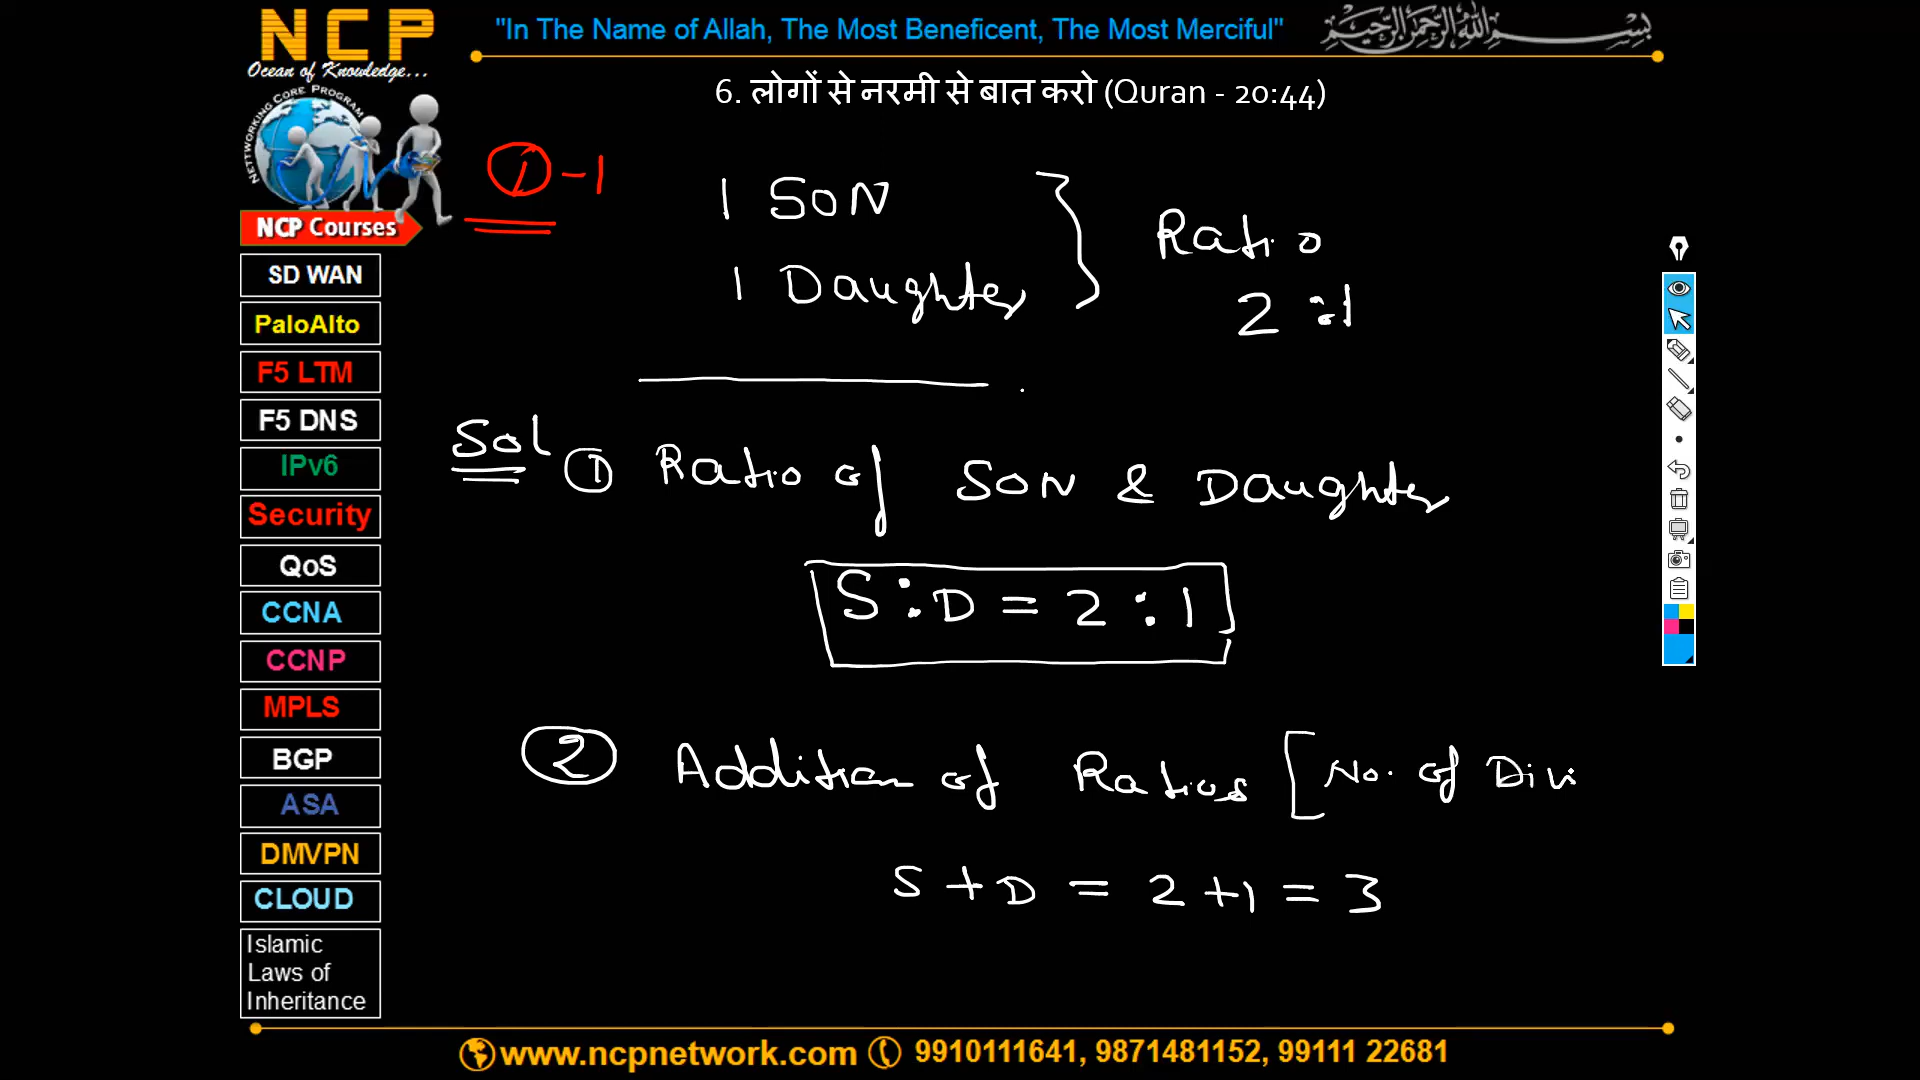 NCP
Ocean of Knowledge...
NETTWORKING CORE PROGRAM
"In The Name of Allah, The Most Beneficent, The Most Merciful"
بِسْمِ اللهِ الرَّحْمٰنِ الرَّحِيْمِ
6. लोगों से नरमी से बात करो (Quran - 20:44)
① - 1
1 SON
1 Daughter
Ratio
2 : 1
NCP Courses
SD WAN
PaloAlto
F5 LTM
F5 DNS
IPv6
Security
QoS
CCNA
CCNP
MPLS
BGP
ASA
DMVPN
CLOUD
Islamic
Laws of
Inheritance
Sol ① Ratio of SON & Daughter
S : D = 2 : 1
② Addition of Ratios [No. of Divi
S + D = 2 + 1 = 3
www.ncpnetwork.com 9910111641, 9871481152, 99111 22681